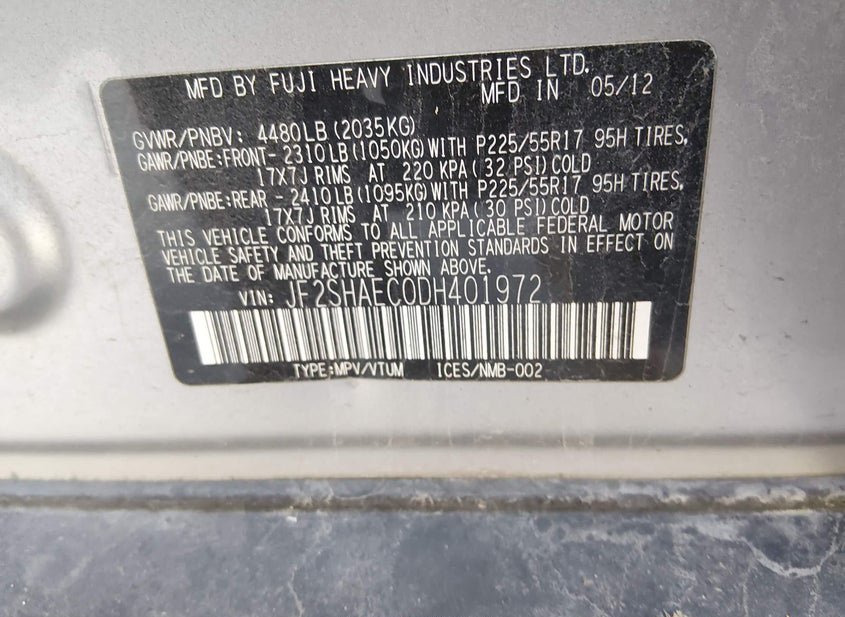 MFD BY FUJI HEAVY INDUSTRIES LTD.
MFD IN 05/12
GVWR/PNBV: 4480LB(2035KG)
GAWR/PNBE:FRONT-2310LB(1050KG)WITH P225/55R17 95H TIRES,
17X7J RIMS AT 220 KPA(32 PSI)COLD
GAWR/PNBE:REAR -2410LB(1095KG)WITH P225/55R17 95H TIRES,
17X7J RIMS AT 210 KPA(30 PSI)COLD
THIS VEHICLE CONFORMS TO ALL APPLICABLE FEDERAL MOTOR
VEHICLE SAFETY AND THEFT PREVENTION STANDARDS IN EFFECT ON
THE DATE OF MANUFACTURE SHOWN ABOVE.
VIN: JF2SHAEC0DH401972
TYPE:MPV/VTUM ICES/NMB-002